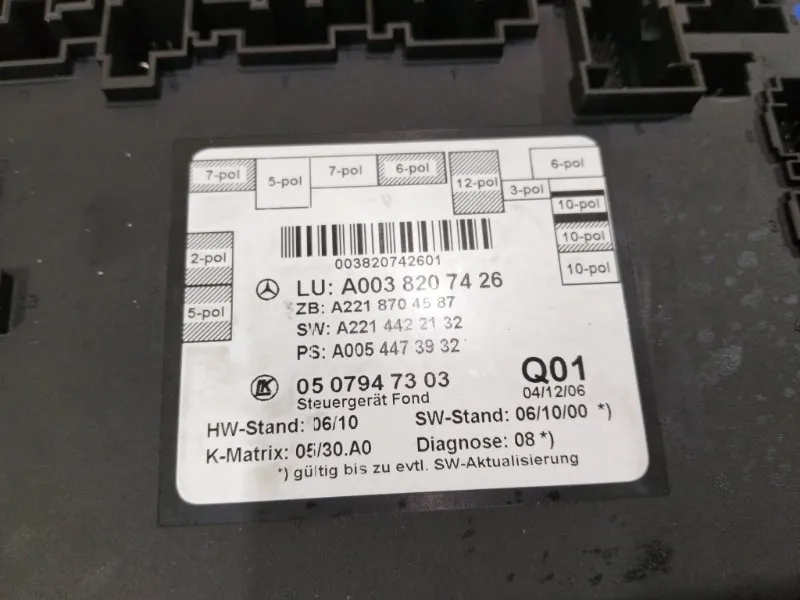 7-pol
5-pol
7-pol
6-pol
12-pol
3-pol
6-pol
10-pol
10-pol
10-pol
2-pol
5-pol
003820742601
LU: A003 820 74 26
ZB: A221 870 45 87
SW: A221 442 21 32
PS: A005 447 39 32
LK 05 0794 73 03
Steuergerät Fond
Q01
04/12/06
HW-Stand: 06/10
SW-Stand: 06/10/00 *)
K-Matrix: 05/30.A0
Diagnose: 08 *)
*) gültig bis zu evtl. SW-Aktualisierung